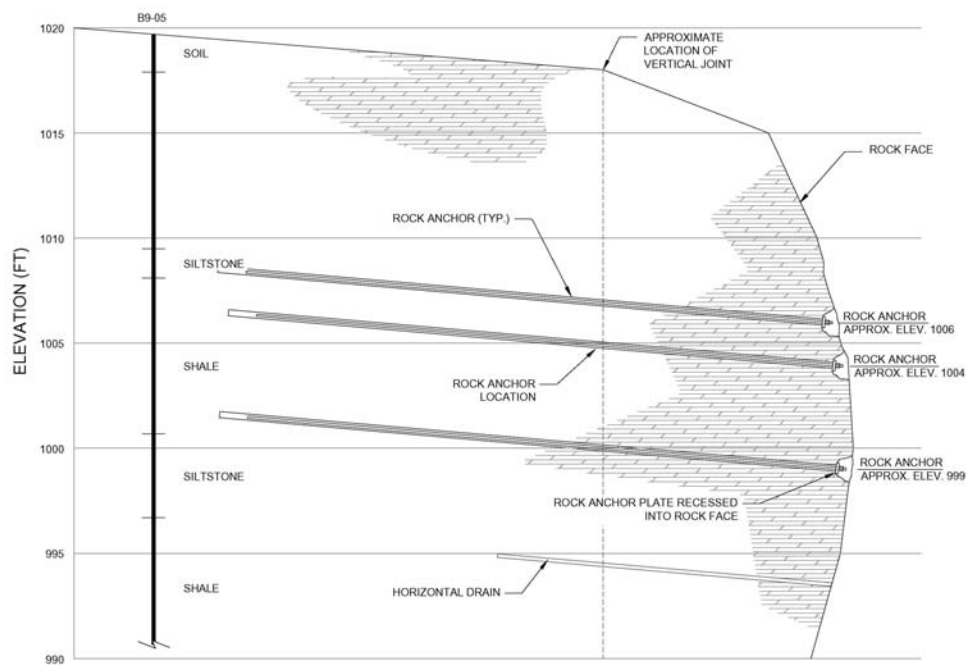 B9-05
1020
SOIL
APPROXIMATE
LOCATION OF
VERTICAL JOINT
1015
ROCK FACE
ROCK ANCHOR (TYP.)
1010
SILTSTONE
ROCK ANCHOR
APPROX. ELEV. 1006
ELEVATION (FT)
1005
SHALE
ROCK ANCHOR
APPROX. ELEV. 1004
ROCK ANCHOR
LOCATION
1000
SILTSTONE
ROCK ANCHOR
APPROX. ELEV. 999
ROCK ANCHOR PLATE RECESSED
INTO ROCK FACE
995
SHALE
HORIZONTAL DRAIN
990